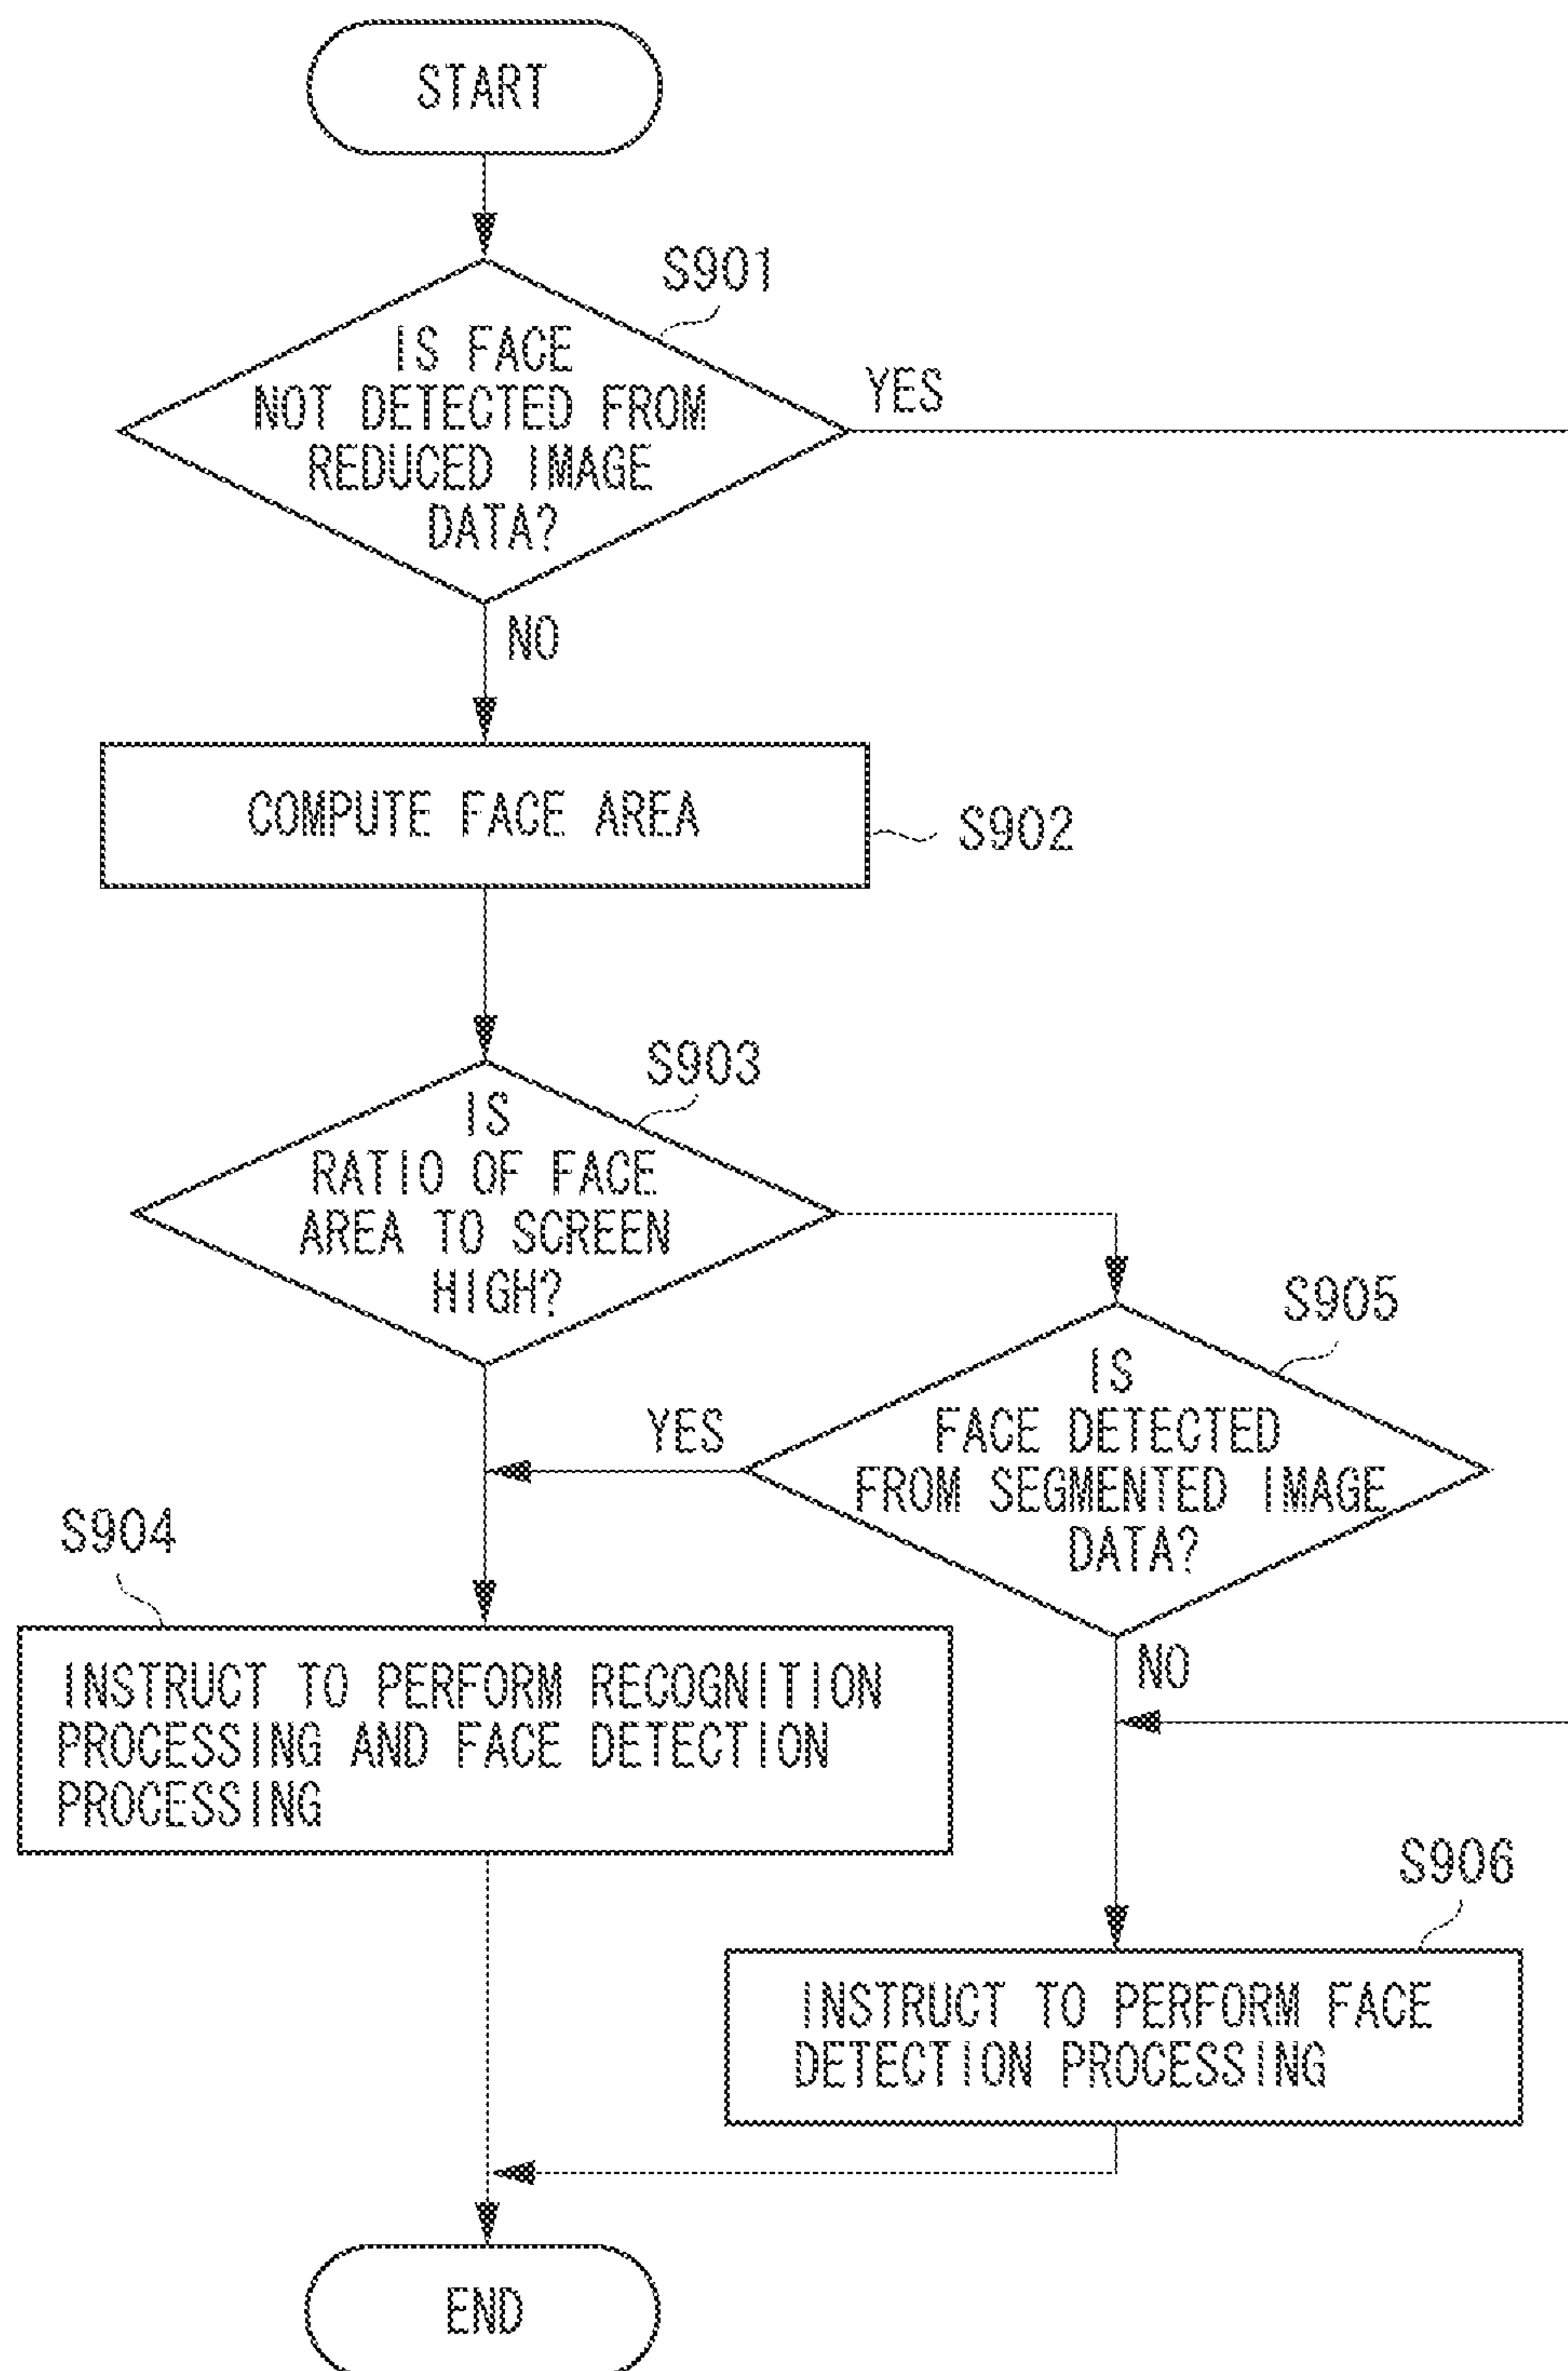 START
S901
IS FACE
NOT DETECTED FROM
REDUCED IMAGE
DATA?
YES
NO
COMPUTE FACE AREA
S902
S903
IS
RATIO OF FACE
AREA TO SCREEN
HIGH?
S905
IS
FACE DETECTED
FROM SEGMENTED IMAGE
DATA?
YES
NO
S904
INSTRUCT TO PERFORM RECOGNITION
PROCESSING AND FACE DETECTION
PROCESSING
S906
INSTRUCT TO PERFORM FACE
DETECTION PROCESSING
END